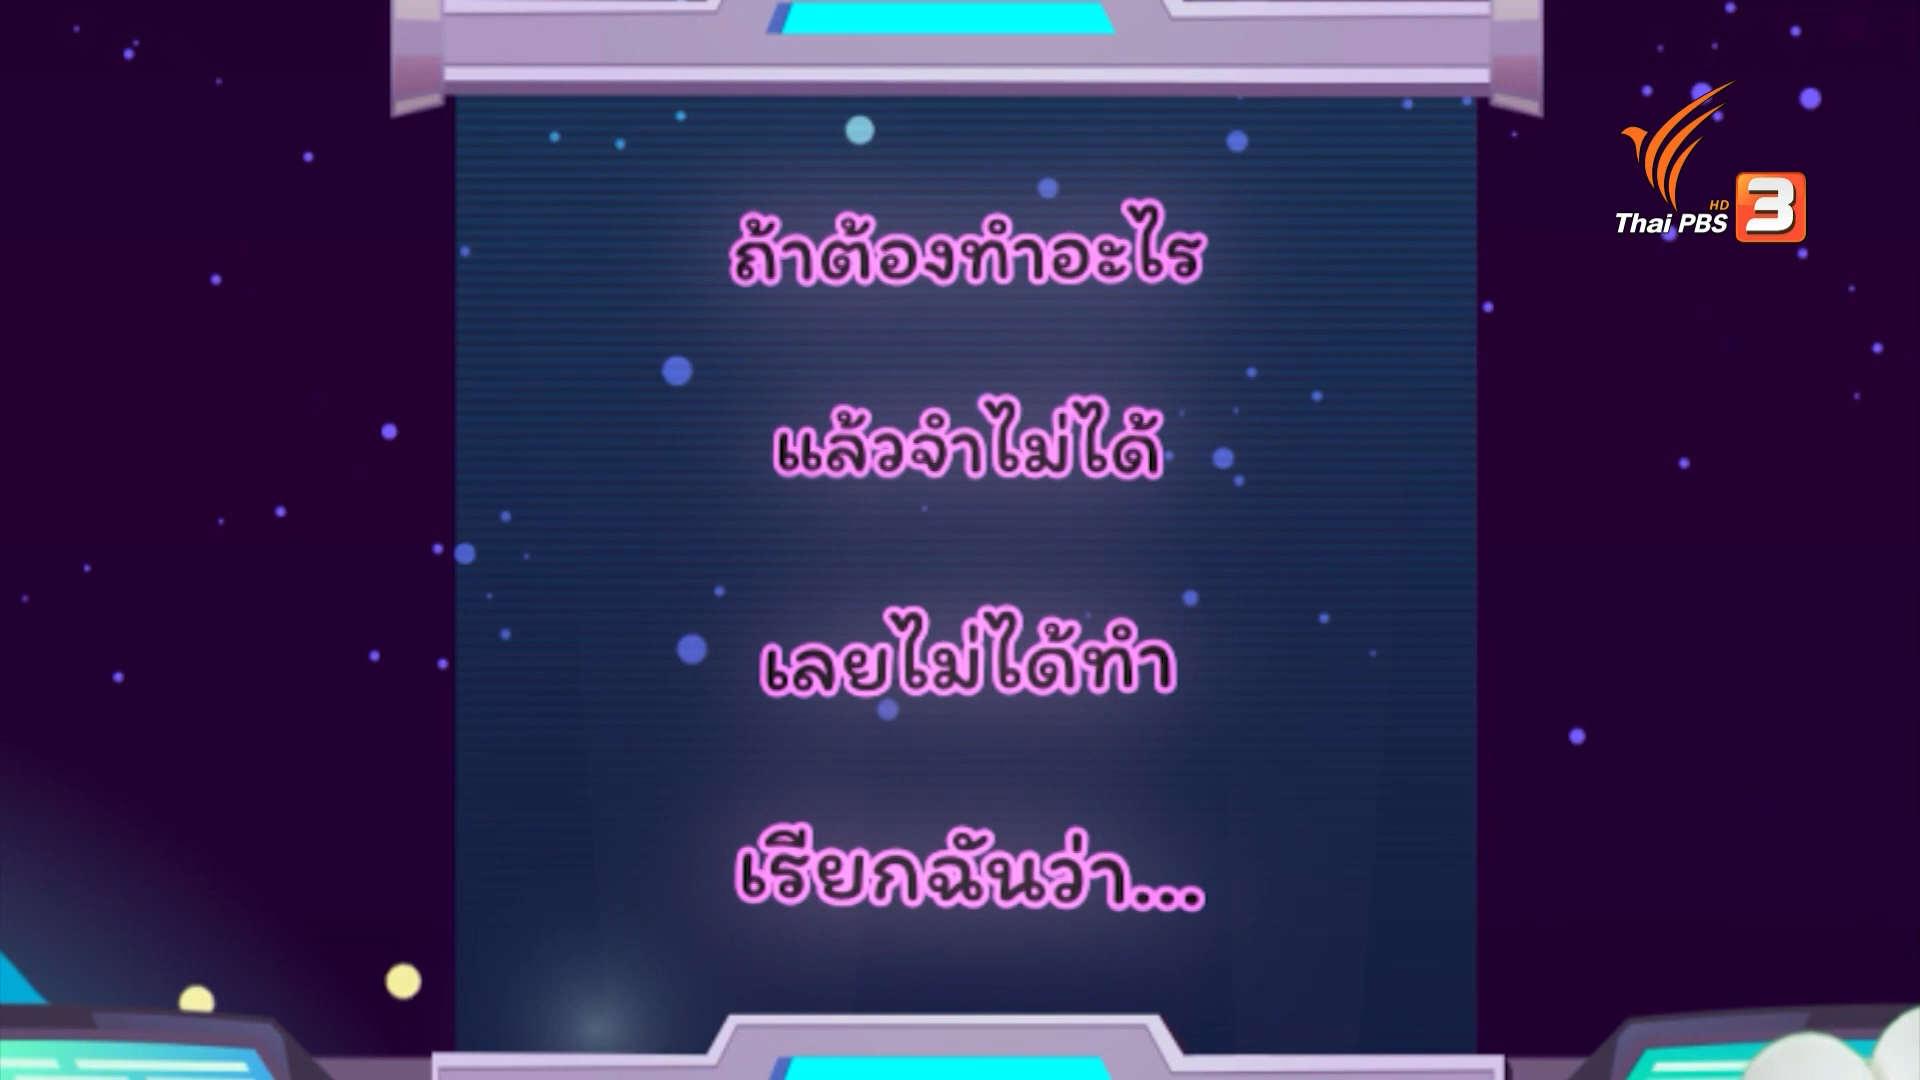 ถ้าต้องทำอะไร
แล้วจำไม่ได้
เลยไม่ได้ทำ
เรียกฉันว่า...
Thai PBS HD 3